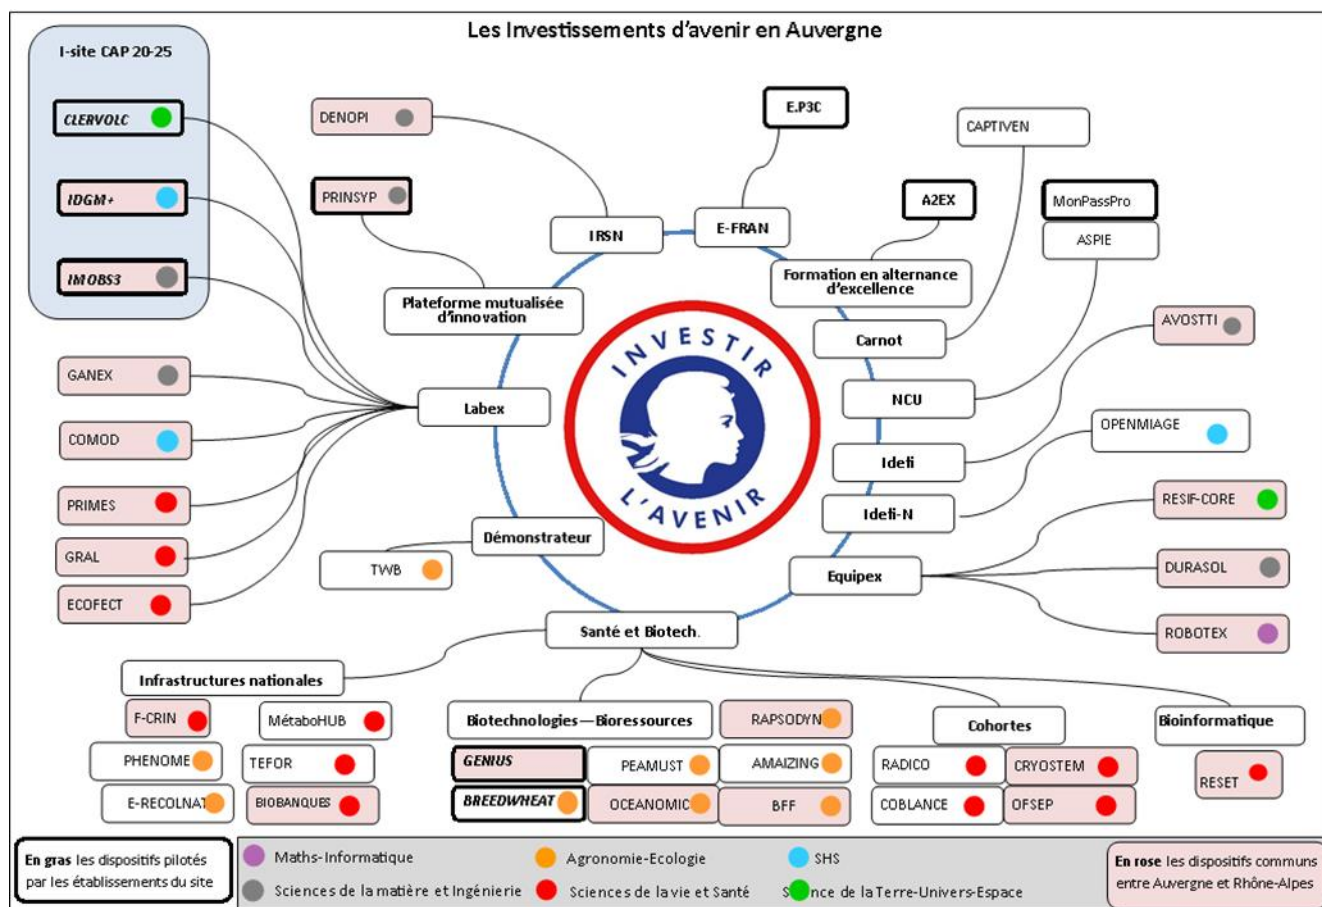 Les Investissements d'avenir en Auvergne
I-site CAP 20-25
CLERVOLC
IDGM+
IMOBS3
DENOPI
PRINSYP
E.P3C
CAPTIVEN
A2EX
MonPassPro
ASPIE
IRSN
E-FRAN
Formation en alternance
d'excellence
Plateforme mutualisée
d'innovation
Carnot
AVOSTTI
GANEX
Labex
NCU
COMOD
OPENMIAGE
Idefi
PRIMES
Idefi-N
RESIF-CORE
INVESTIR
L'AVENIR
GRAL
Démonstrateur
TWB
Equipex
DURASOL
ECOFECT
Santé et Biotech.
ROBOTEX
Infrastructures nationales
F-CRIN
MétaboHUB
PHENOME
TEFOR
E-RECOLNAT
BIOBANQUES
Biotechnologies—Bioressources
RAPSODYN
GENIUS
PEAMUST
AMAIZING
BREEDWHEAT
OCEANOMIC
BFF
Cohortes
RADICO
CRYOSTEM
COBLANCE
OFSEP
Bioinformatique
RESET
En gras les dispositifs pilotés
par les établissements du site
Maths-Informatique
Agronomie-Ecologie
SHS
Sciences de la matière et Ingénierie
Sciences de la vie et Santé
de la Terre-Univers-Espace
En rose les dispositifs communs
entre Auvergne et Rhône-Alpes